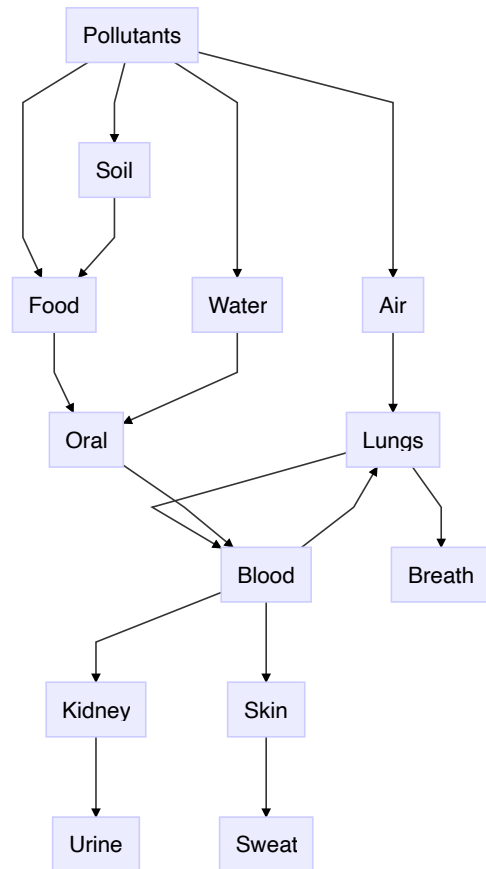 Pollutants
Soil
Food
Water
Air
Oral
Lungs
Blood
Breath
Kidney
Skin
Urine
Sweat